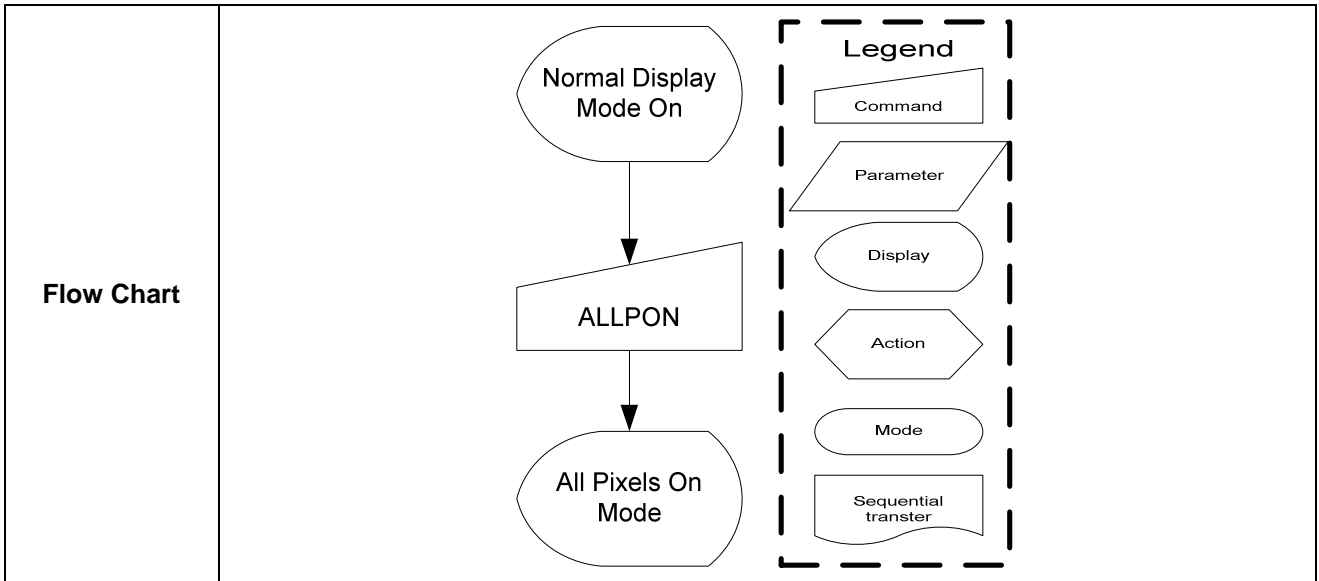 Flow Chart
Normal Display
Mode On
ALLPON
All Pixels On
Mode
Legend
Command
Parameter
Display
Action
Mode
Sequential
transter